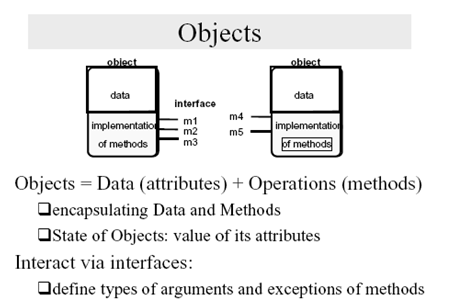 Objects
object
object
data
data
interface
implementation
of methods
m1
m2
m3
m4
m5
implementation
of methods
Objects = Data (attributes) + Operations (methods)
❑encapsulating Data and Methods
❑State of Objects: value of its attributes
Interact via interfaces:
❑define types of arguments and exceptions of methods